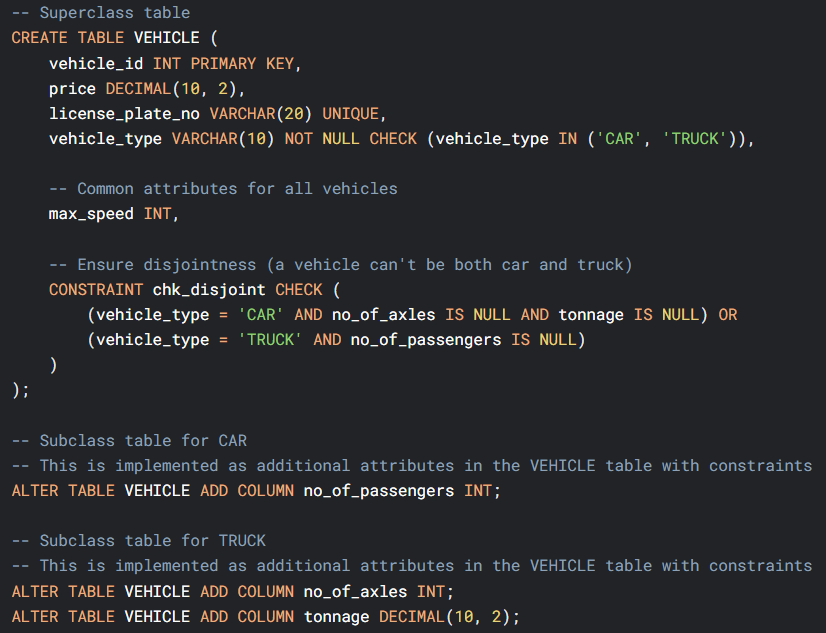 -- Superclass table
CREATE TABLE VEHICLE (
    vehicle_id INT PRIMARY KEY,
    price DECIMAL(10, 2),
    license_plate_no VARCHAR(20) UNIQUE,
    vehicle_type VARCHAR(10) NOT NULL CHECK (vehicle_type IN ('CAR', 'TRUCK')),

    -- Common attributes for all vehicles
    max_speed INT,

    -- Ensure disjointness (a vehicle can't be both car and truck)
    CONSTRAINT chk_disjoint CHECK (
        (vehicle_type = 'CAR' AND no_of_axles IS NULL AND tonnage IS NULL) OR
        (vehicle_type = 'TRUCK' AND no_of_passengers IS NULL)
    )
);

-- Subclass table for CAR
-- This is implemented as additional attributes in the VEHICLE table with constraints
ALTER TABLE VEHICLE ADD COLUMN no_of_passengers INT;

-- Subclass table for TRUCK
-- This is implemented as additional attributes in the VEHICLE table with constraints
ALTER TABLE VEHICLE ADD COLUMN no_of_axles INT;
ALTER TABLE VEHICLE ADD COLUMN tonnage DECIMAL(10, 2);